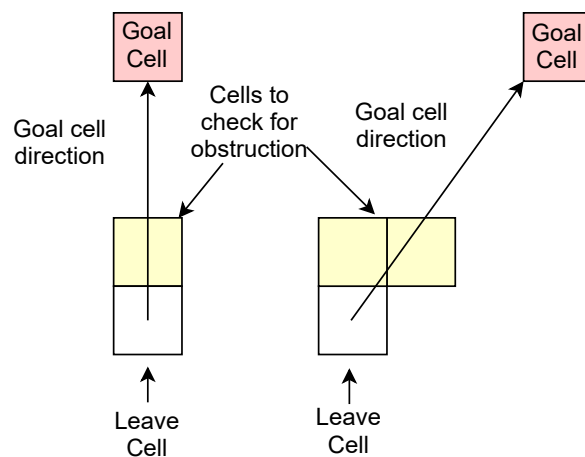 Goal
Cell
Goal
Cell
Cells to
check for
obstruction
Goal cell
direction
Goal cell
direction
Leave
Cell
Leave
Cell